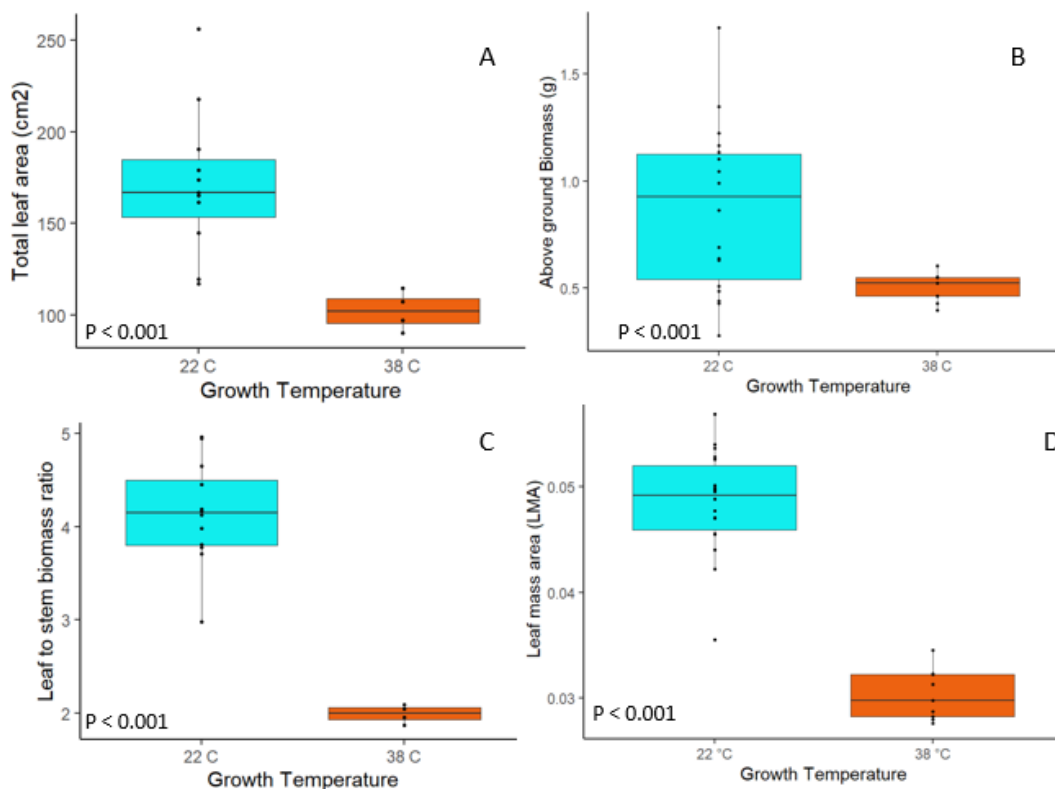 A
Total leaf area (cm2)
250
200
150
100
P < 0.001
22 C
38 C
Growth Temperature
B
Above ground Biomass (g)
1.5
1.0
0.5
P < 0.001
22 C
38 C
Growth Temperature
C
Leaf to stem biomass ratio
5
4
3
2
P < 0.001
22 C
38 C
Growth Temperature
D
Leaf mass area (LMA)
0.05
0.04
0.03
P < 0.001
22 °C
38 °C
Growth Temperature